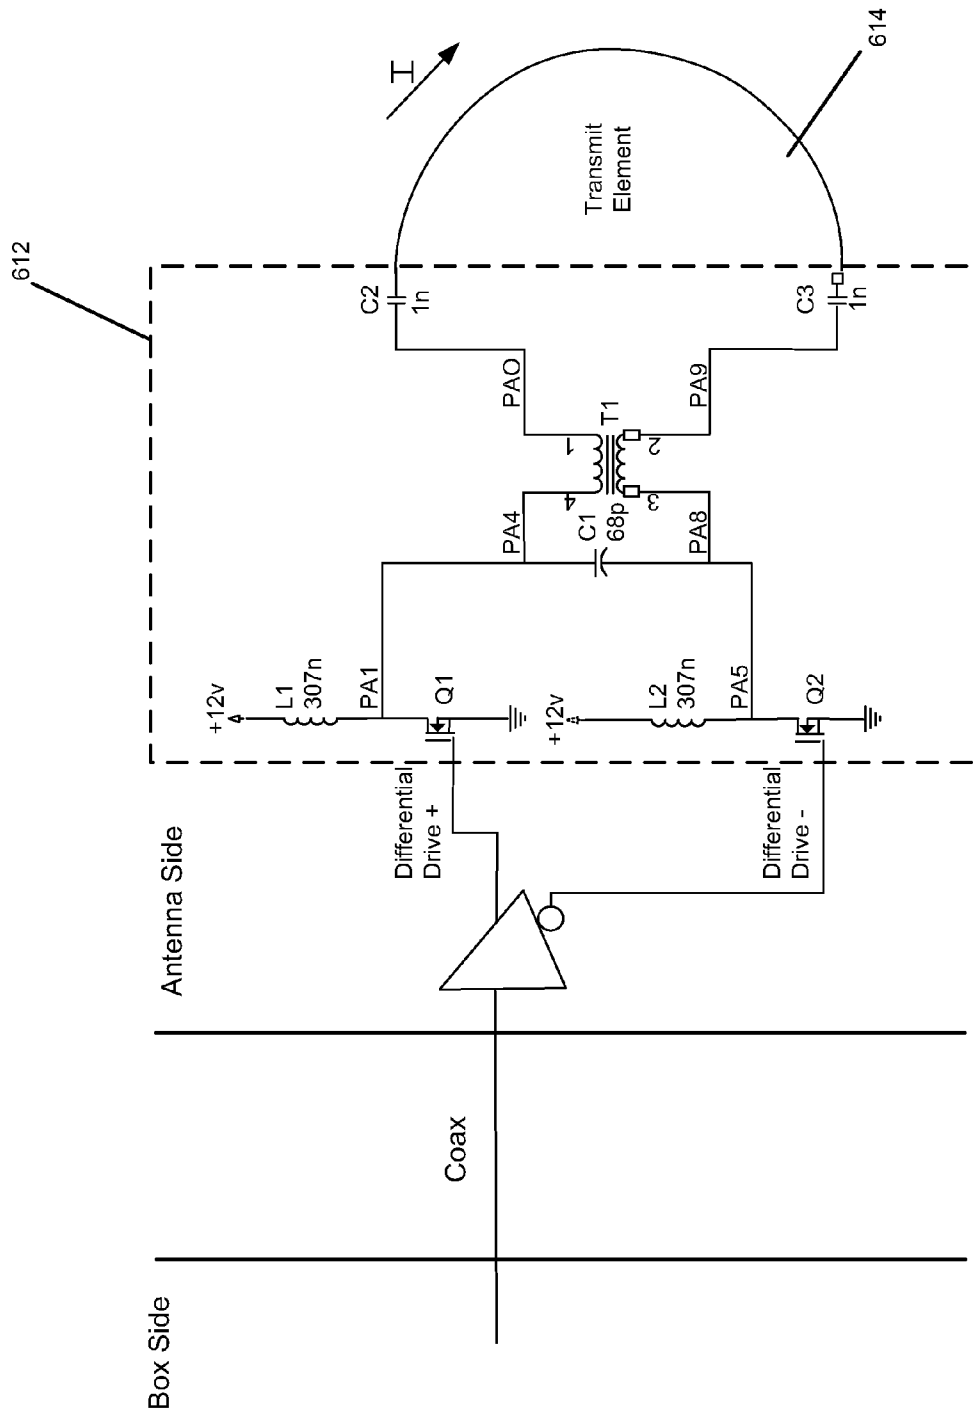 Box Side
Coax
Antenna Side
612
614
I
Transmit
Element
+12v
L1
307n
PA1
Q1
+12v
L2
307n
PA5
Q2
Differential
Drive +
Differential
Drive -
PA4
C1
68p
PA8
4
3
T1
1
2
PAO
PA9
C2
1n
C3
1n